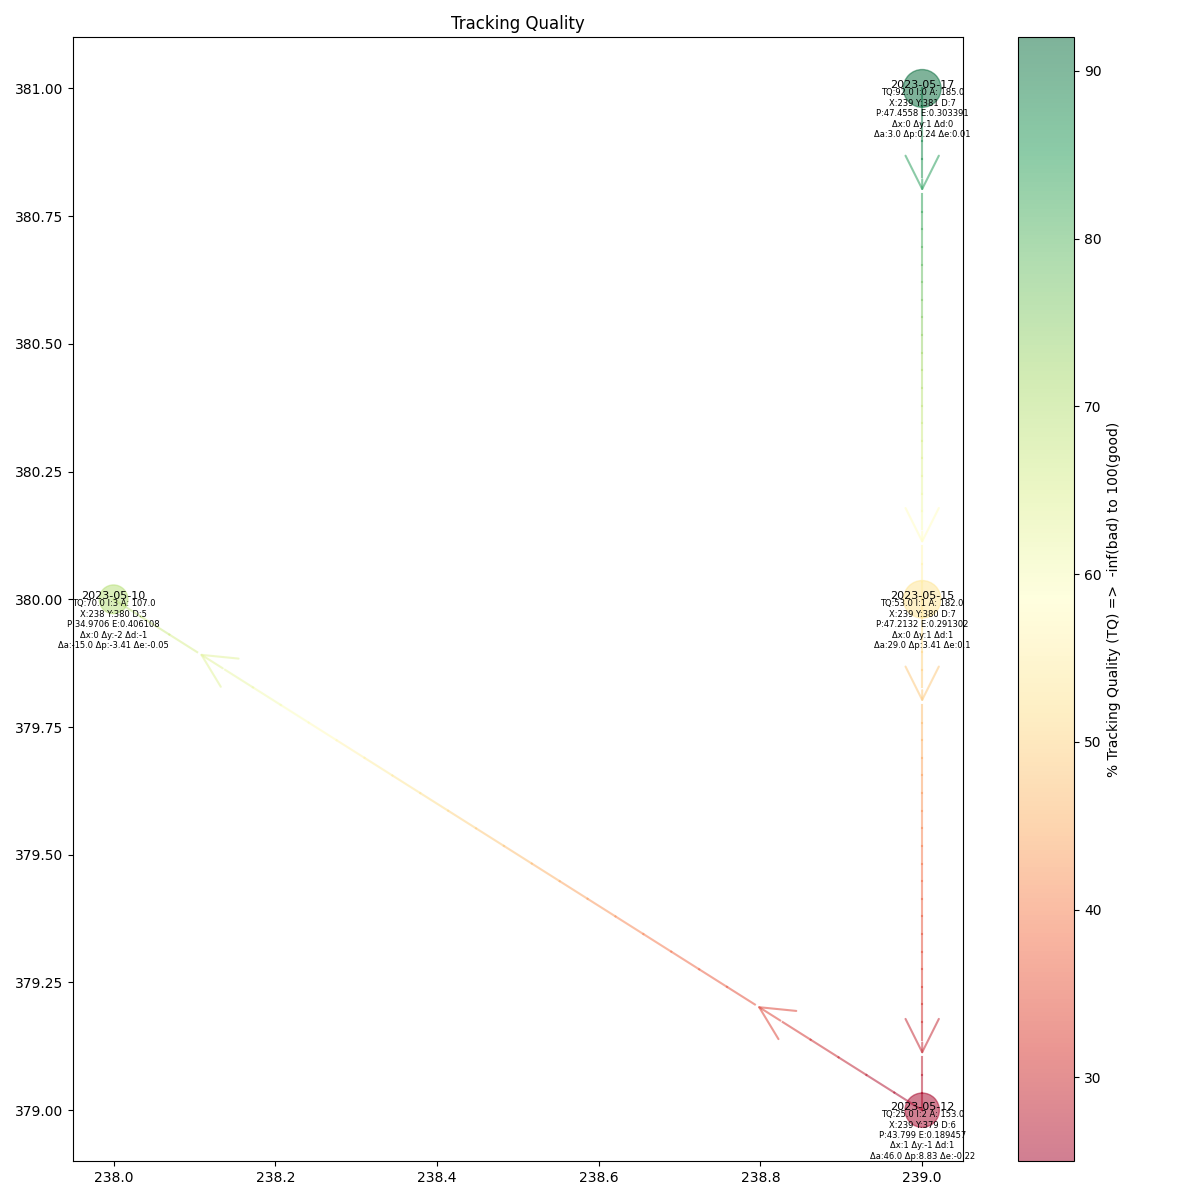 Tracking Quality
381.00
380.75
380.50
380.25
380.00
379.75
379.50
379.25
379.00
238.0
238.2
238.4
238.6
238.8
239.0
2023-05-17
TQ:92.0 I:0 A: 185.0
X:239 Y:381 D:7
P:47.4558 E:0.303391
Δx:0 Δy:1 Δd:0
Δa:3.0 Δp:0.24 Δe:0.01
2023-05-10
TQ:70.0 I:3 A: 107.0
X:238 Y:380 D:5
P:34.9706 E:0.406108
Δx:0 Δy:-2 Δd:-1
Δa:-15.0 Δp:-3.41 Δe:-0.05
2023-05-15
TQ:53.0 I:1 A: 182.0
X:239 Y:380 D:7
P:47.2132 E:0.291302
Δx:0 Δy:1 Δd:1
Δa:29.0 Δp:3.41 Δe:0.1
2023-05-12
TQ:25.0 I:2 A: 153.0
X:239 Y:379 D:6
P:43.799 E:0.189457
Δx:1 Δy:-1 Δd:1
Δa:46.0 Δp:8.83 Δe:-0.22
90
80
70
60
50
40
30
% Tracking Quality (TQ) =>  -inf(bad) to 100(good)